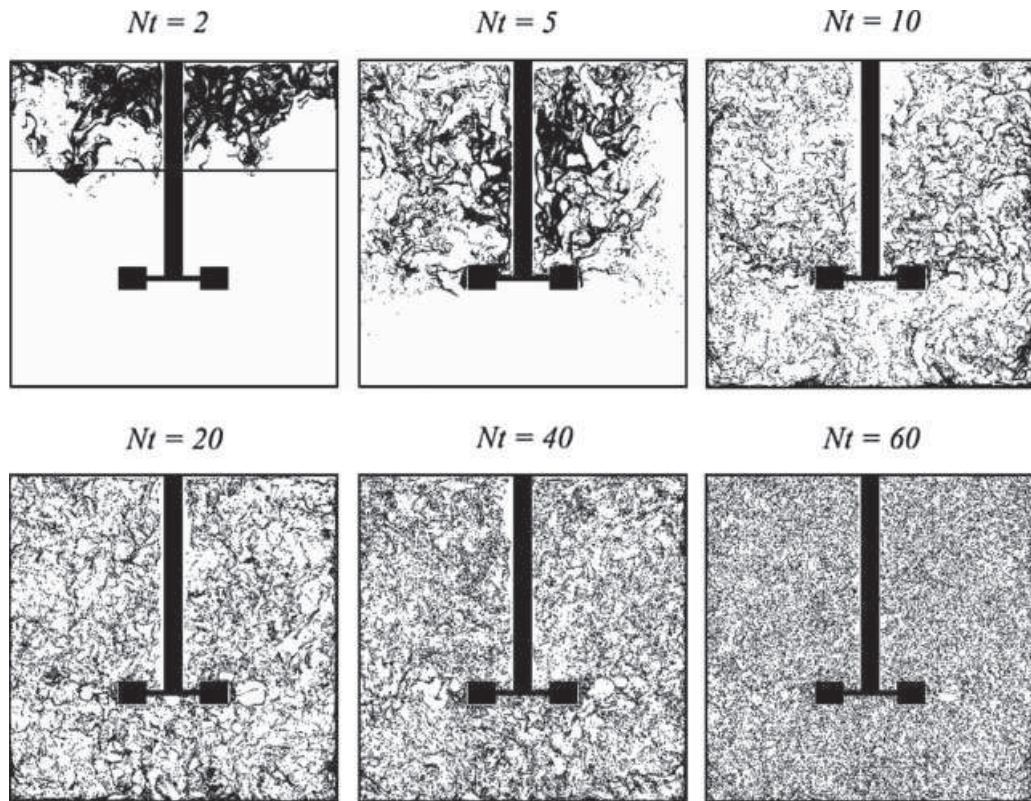 Nt = 2
Nt = 5
Nt = 10
Nt = 20
Nt = 40
Nt = 60